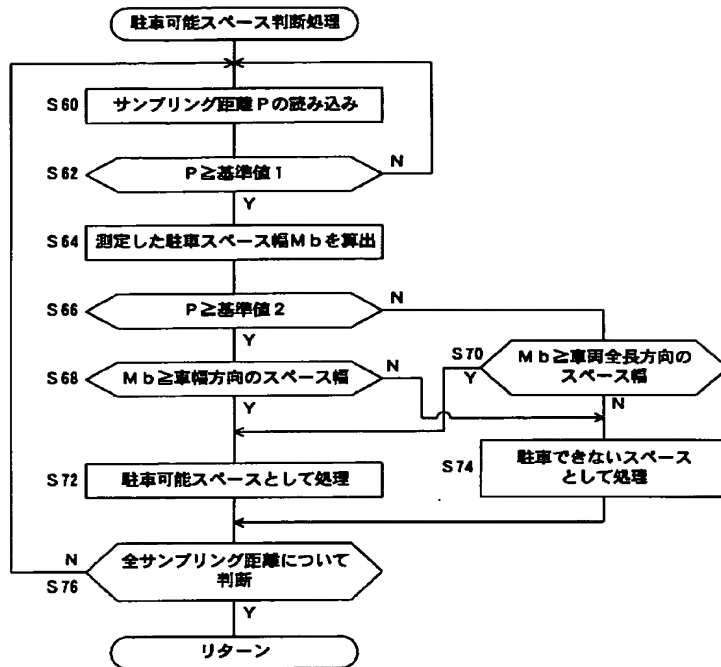 駐車可能スペース判断処理
S60
サンプリング距離Pの読み込み
S62
P≧基準値1
N
Y
S64
測定した駐車スペース幅Mbを算出
S66
P≧基準値2
N
Y
S68
Mb≧車幅方向のスペース幅
N
Y
S70
Mb≧車両全長方向の
スペース幅
Y
N
S72
駐車可能スペースとして処理
S74
駐車できないスペース
として処理
N
S76
全サンプリング距離について
判断
Y
リターン